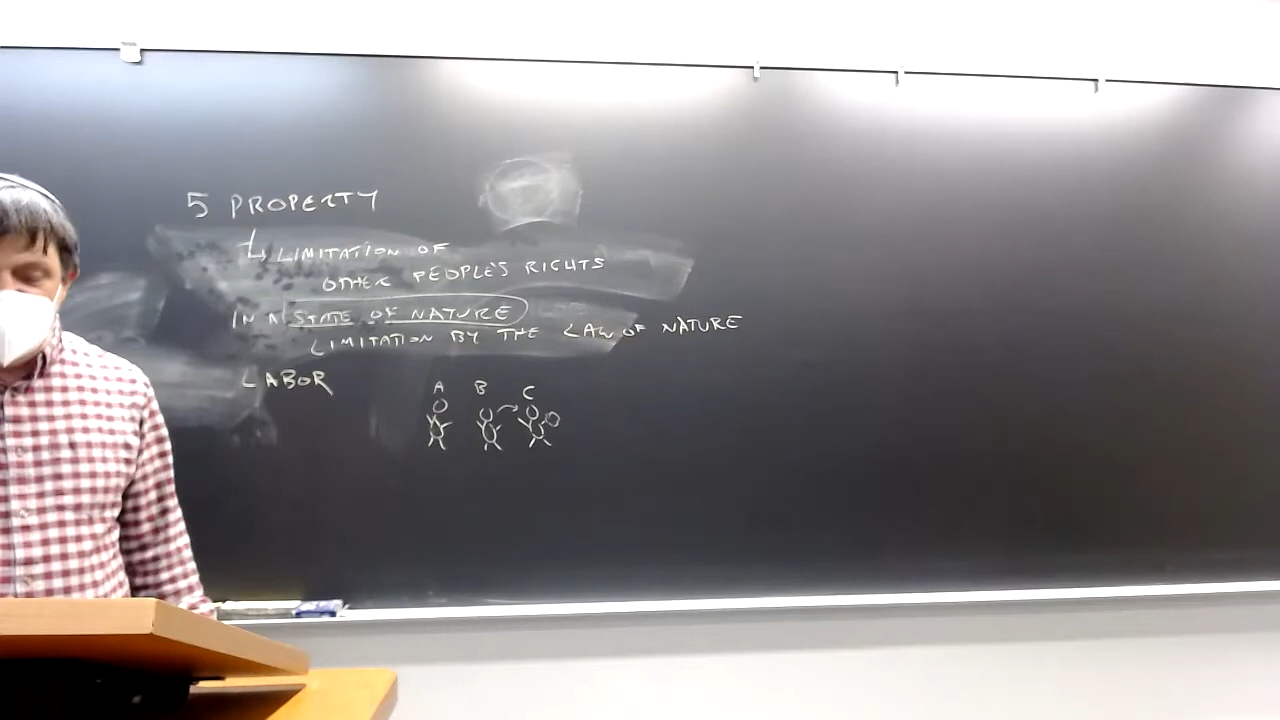 5 PROPERTY
LIMITATION OF
OTHER PEOPLE'S RIGHTS
IN A STATE OF NATURE
LIMITATION BY THE LAW OF NATURE
LABOR
A B C